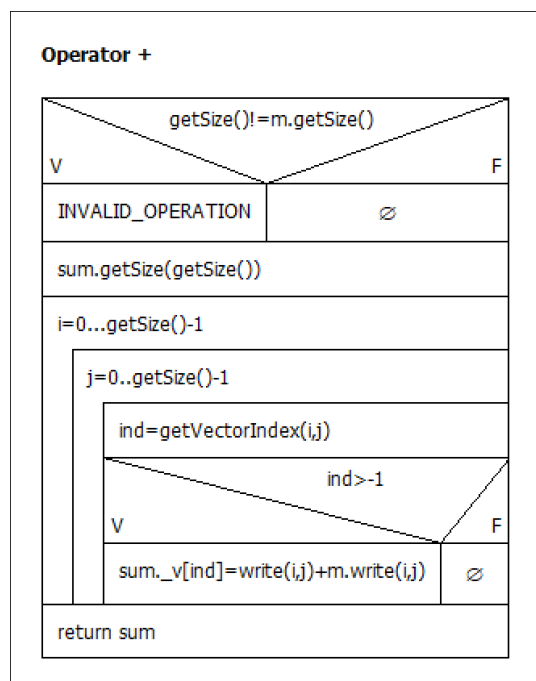 Operator +
getSize()!=m.getSize()
V F
INVALID_OPERATION ∅
sum.getSize(getSize())
i=0...getSize()-1
j=0..getSize()-1
ind=getVectorIndex(i,j)
ind>-1
V F
sum._v[ind]=write(i,j)+m.write(i,j) ∅
return sum